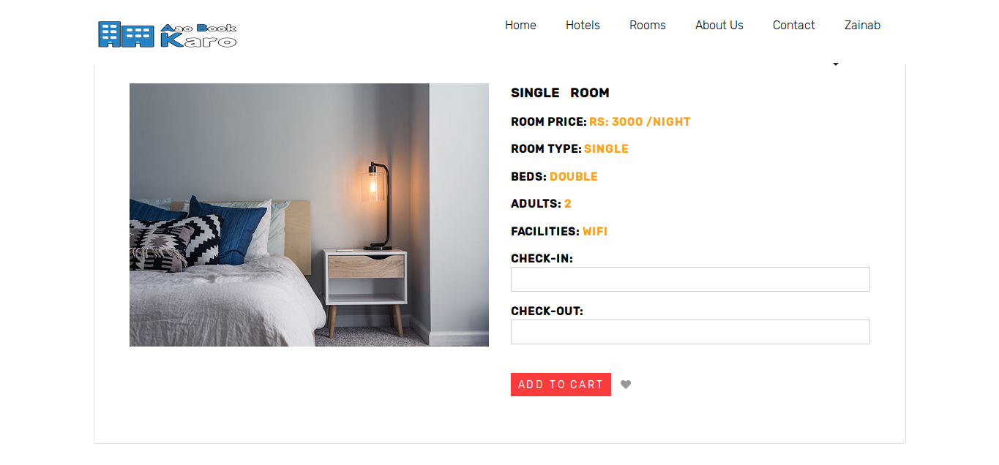 Aao Book
Karo
Home Hotels Rooms About Us Contact Zainab
SINGLE ROOM
ROOM PRICE: RS: 3000 /NIGHT
ROOM TYPE: SINGLE
BEDS: DOUBLE
ADULTS: 2
FACILITIES: WIFI
CHECK-IN:
CHECK-OUT:
ADD TO CART